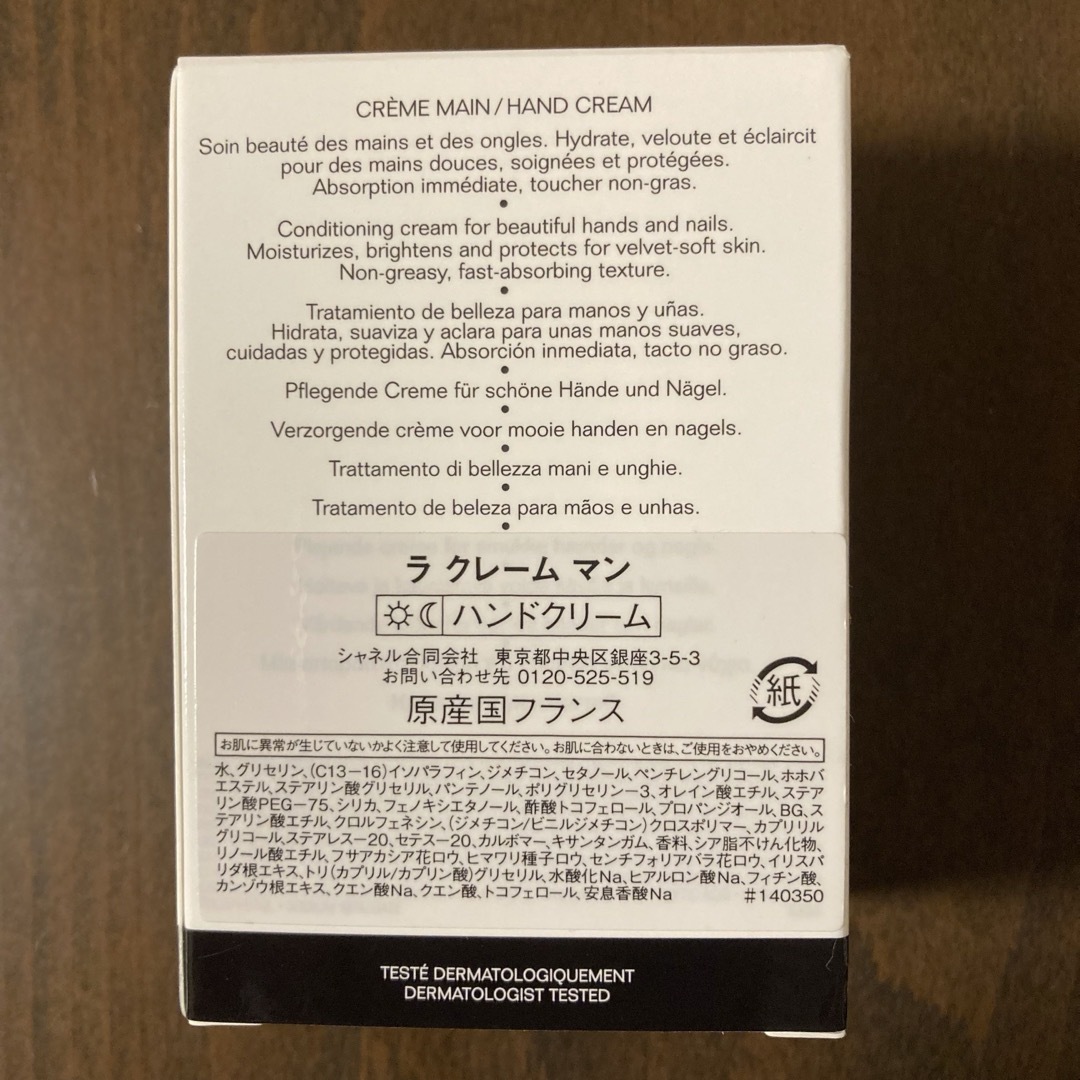 CRÈME MAIN / HAND CREAM
Soin beauté des mains et des ongles. Hydrate, veloute et éclaircit
pour des mains douces, soignées et protégées.
Absorption immédiate, toucher non-gras.
•
Conditioning cream for beautiful hands and nails.
Moisturizes, brightens and protects for velvet-soft skin.
Non-greasy, fast-absorbing texture.
•
Tratamiento de belleza para manos y uñas.
Hidrata, suaviza y aclara para unas manos suaves,
cuidadas y protegidas. Absorción inmediata, tacto no graso.
•
Pflegende Creme für schöne Hände und Nägel.
•
Verzorgende crème voor mooie handen en nagels.
•
Trattamento di bellezza mani e unghie.
•
Tratamento de beleza para mãos e unhas.
•
ラ クレーム マン
ハンドクリーム
シャネル合同会社 東京都中央区銀座3-5-3
お問い合わせ先 0120-525-519
紙
原産国フランス
お肌に異常が生じていないかよく注意して使用してください。お肌に合わないときは、ご使用をおやめください。
水、グリセリン、(C13-16)イソパラフィン、ジメチコン、セタノール、ペンチレングリコール、ホホバ
エステル、ステアリン酸グリセリル、パンテノール、ポリグリセリン-3、オレイン酸エチル、ステア
リン酸PEG-75、シリカ、フェノキシエタノール、酢酸トコフェロール、プロパンジオール、BG、ス
テアリン酸エチル、クロルフェネシン、(ジメチコン/ビニルジメチコン)クロスポリマー、カプリリル
グリコール、ステアレス-20、セテス-20、カルボマー、キサンタンガム、香料、シア脂不けん化物、
リノール酸エチル、フサアカシア花ロウ、ヒマワリ種子ロウ、センチフォリアバラ花ロウ、イリスパ
リダ根エキス、トリ(カプリル/カプリン酸)グリセリル、水酸化Na、ヒアルロン酸Na、フィチン酸、
カンゾウ根エキス、クエン酸Na、クエン酸、トコフェロール、安息香酸Na #140350
TESTÉ DERMATOLOGIQUEMENT
DERMATOLOGIST TESTED